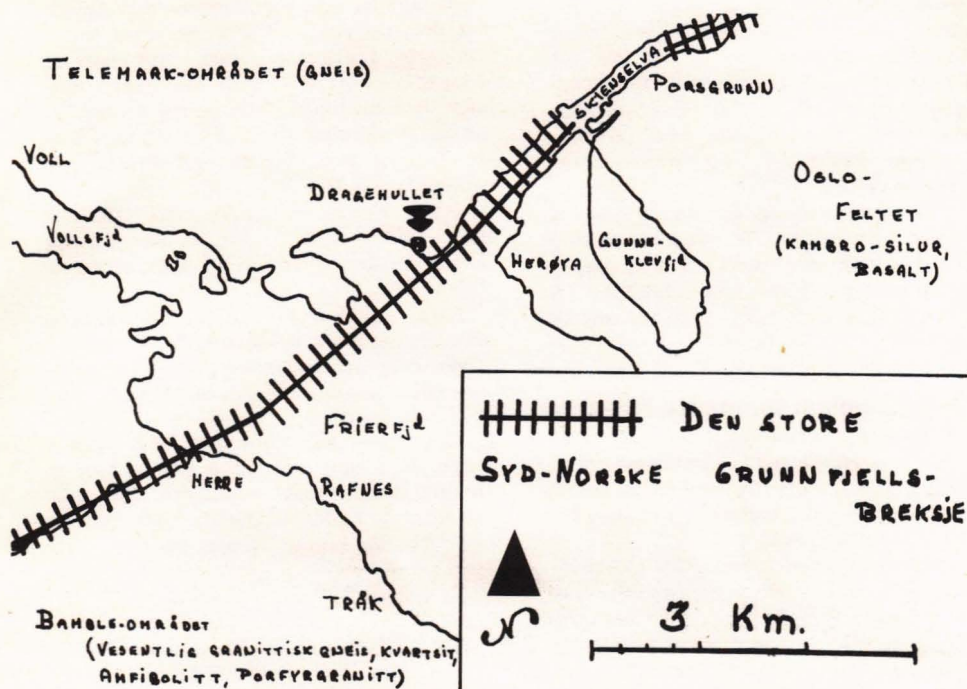 TELEMARK-OMRÅDET (GNEIS)
SKIENSELVA
PORSGRUNN
VOLL
VOLLSFJD
DRAGEHULLET
OSLO-
FELTET
(KAMBRO-SILUR,
BASALT)
HERØYA
GUNNE-
KLEVFJD
FRIERFJD
HERRE
RAFNES
TRÅK
BAMBLE-OMRÅDET
(VESENTLIG GRANITTISK GNEIS, KVARTSIT,
AMFIBOLITT, PORFYRGRANITT)
DEN STORE
SYD-NORSKE GRUNNFJELLS-
BREKSJE
N
3 Km.